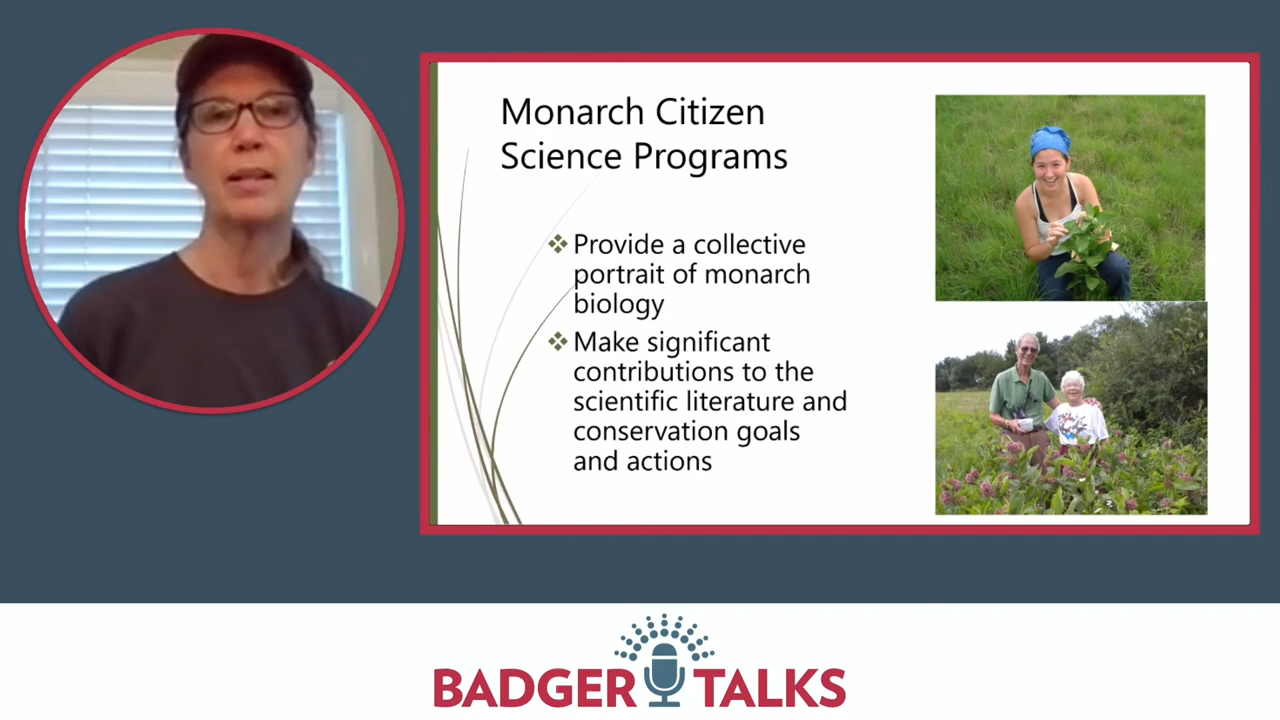 Monarch Citizen
Science Programs
❖ Provide a collective
portrait of monarch
biology
❖ Make significant
contributions to the
scientific literature and
conservation goals
and actions
BADGER TALKS